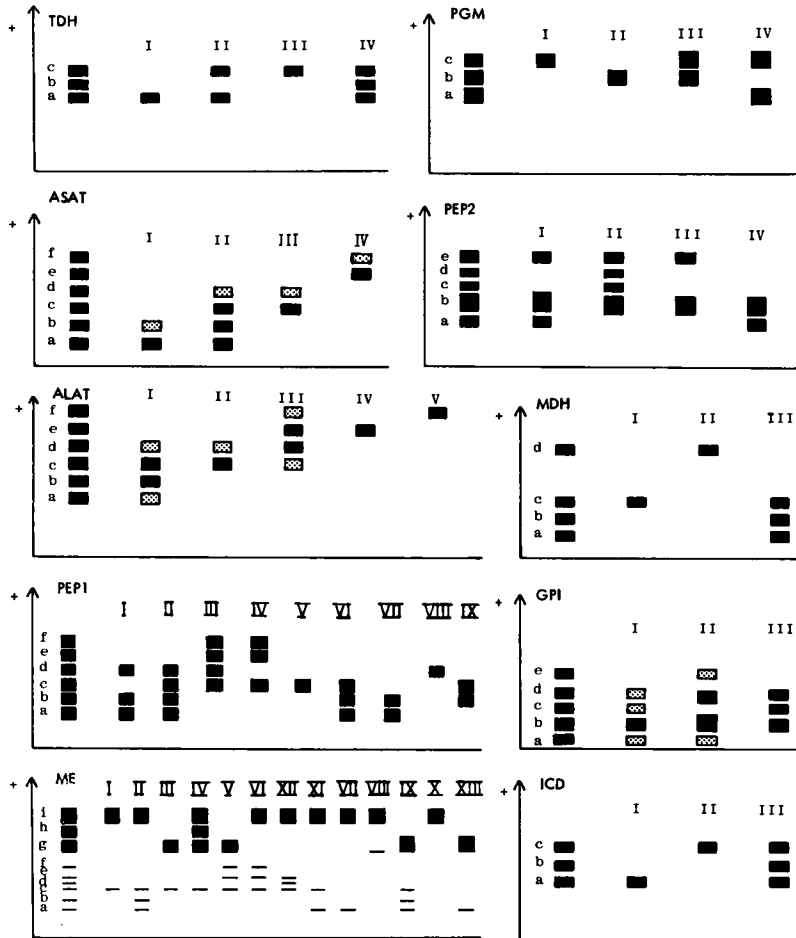 TDH
+
I II III IV
c
b
a
PGM
+
I II III IV
c
b
a
ASAT
+
I II III IV
f
e
d
c
b
a
PEP2
+
I II III IV
e
d
c
b
a
ALAT
+
I II III IV V
f
e
d
c
b
a
MDH
+
I II III
d
c
b
a
PEP1
+
I II III IV V VI VII VIII IX
f
e
d
c
b
a
GPI
+
I II III
e
d
c
b
a
ME
+
I II III IV V VI XII XI VII VIII IX X XIII
i
h
g
f
e
d
c
b
a
ICD
+
I II III
c
b
a